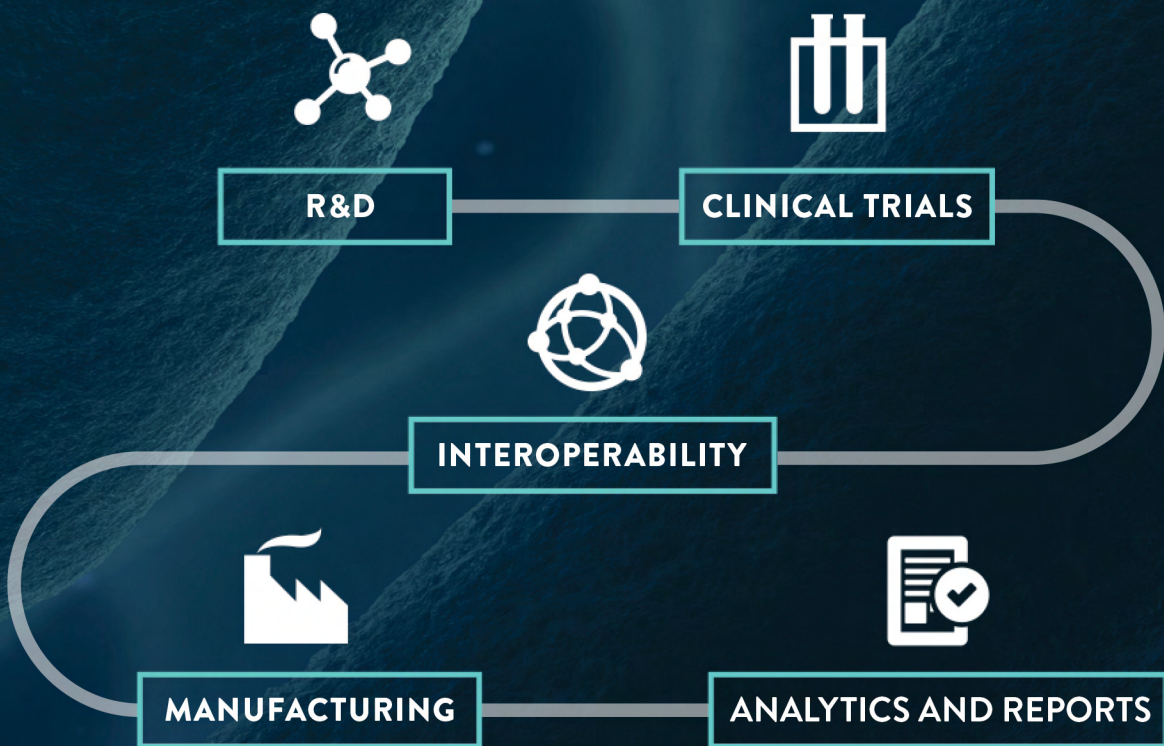 R&D
CLINICAL TRIALS
INTEROPERABILITY
MANUFACTURING
ANALYTICS AND REPORTS